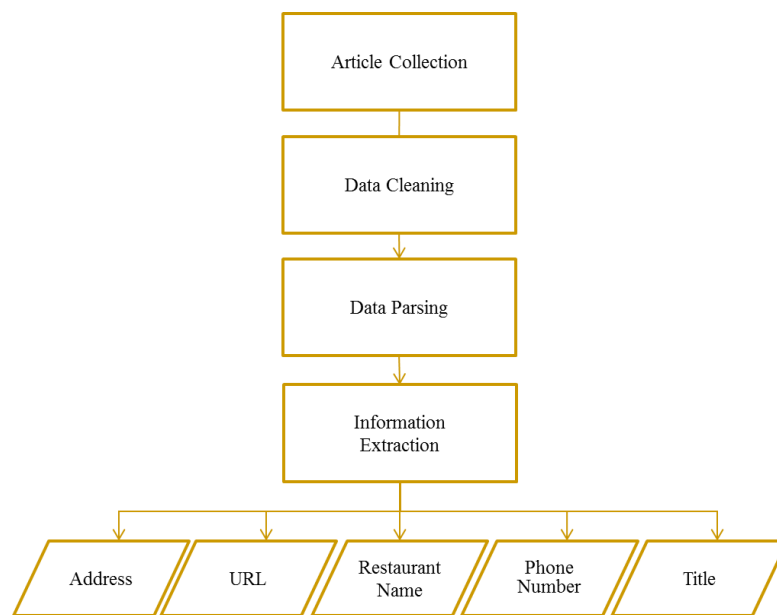 Article Collection
Data Cleaning
Data Parsing
Information
Extraction
Address
URL
Restaurant
Name
Phone
Number
Title